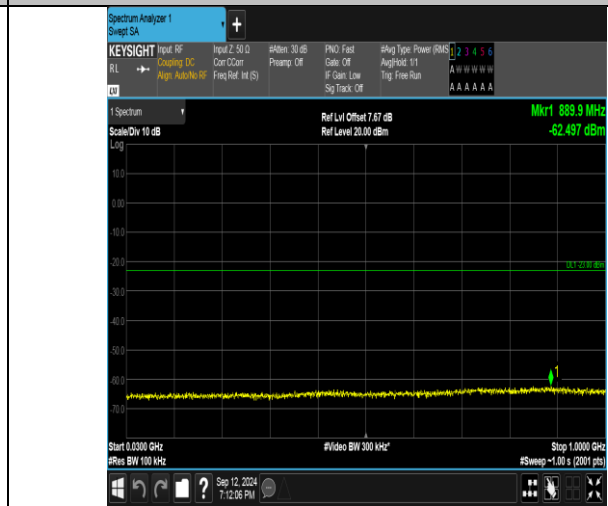 Spectrum Analyzer 1
Swept SA
+
KEYSIGHT
RL
Input: RF
Coupling: DC
Align: Auto/No RF
Input Z: 50 Ω
Corr CCorr
Freq Ref: Int (S)
#Atten: 30 dB
Preamp: Off
PNO: Fast
Gate: Off
IF Gain: Low
Sig Track: Off
#Avg Type: Power (RMS
Avg|Hold: 1/1
Trig: Free Run
1 2 3 4 5 6
A W W W W W
A A A A A A
LXI
1 Spectrum
Scale/Div 10 dB
Ref Lvl Offset 7.67 dB
Ref Level 20.00 dBm
Mkr1 889.9 MHz
-62.497 dBm
Log
10.0
0.00
-10.0
-20.0
DL1 -23.00 dBm
-30.0
-40.0
-50.0
-60.0
1
-70.0
Start 0.0300 GHz
#Res BW 100 kHz
#Video BW 300 kHz*
Stop 1.0000 GHz
#Sweep ~1.00 s (2001 pts)
?
Sep 12, 2024
7:12:06 PM